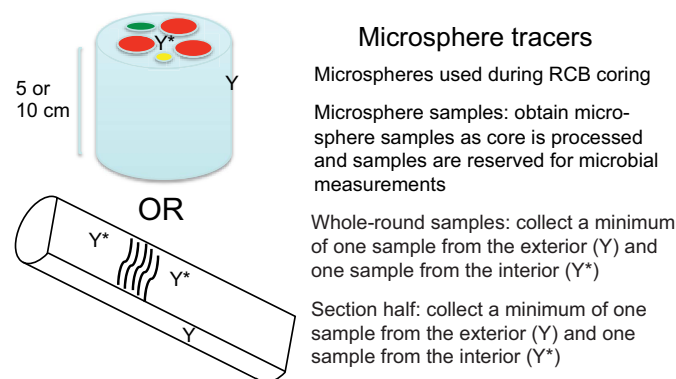 Y*
Y
5 or
10 cm
OR
Y*
Y*
Y
Microsphere tracers
Microspheres used during RCB coring
Microsphere samples: obtain micro-
sphere samples as core is processed
and samples are reserved for microbial
measurements
Whole-round samples: collect a minimum
of one sample from the exterior (Y) and
one sample from the interior (Y*)
Section half: collect a minimum of one
sample from the exterior (Y) and one
sample from the interior (Y*)